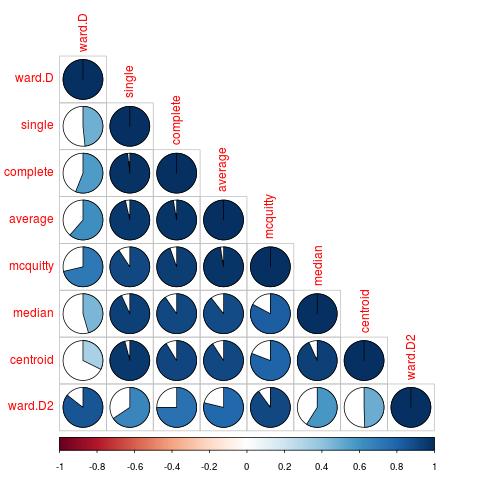 ward.D
single
complete
average
mcquitty
median
centroid
ward.D2
ward.D
single
complete
average
mcquitty
median
centroid
ward.D2
-1 -0.8 -0.6 -0.4 -0.2 0 0.2 0.4 0.6 0.8 1